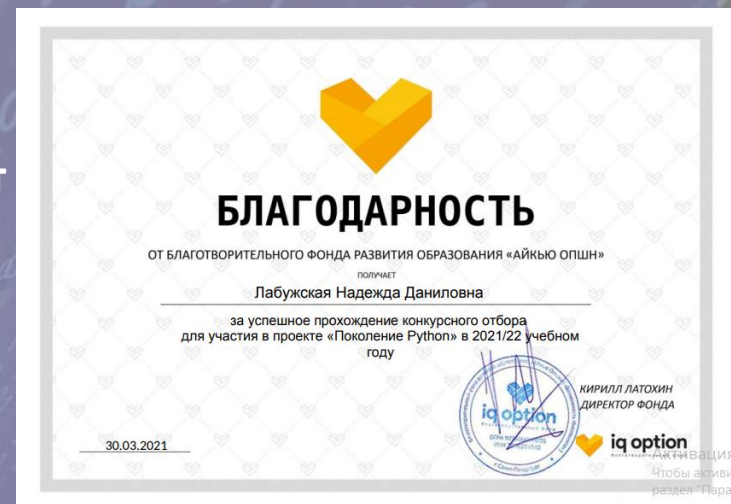 БЛАГОДАРНОСТЬ
ОТ БЛАГОТВОРИТЕЛЬНОГО ФОНДА РАЗВИТИЯ ОБРАЗОВАНИЯ «АЙКЬЮ ОПШН»
ПОЛУЧАЕТ
Лабужская Надежда Даниловна
за успешное прохождение конкурсного отбора
для участия в проекте «Поколение Python» в 2021/22 учебном
году
КИРИЛЛ ЛАТОХИН
ДИРЕКТОР ФОНДА
iq option
30.03.2021
iq option
Активация
Чтобы активи
раздел "Пара